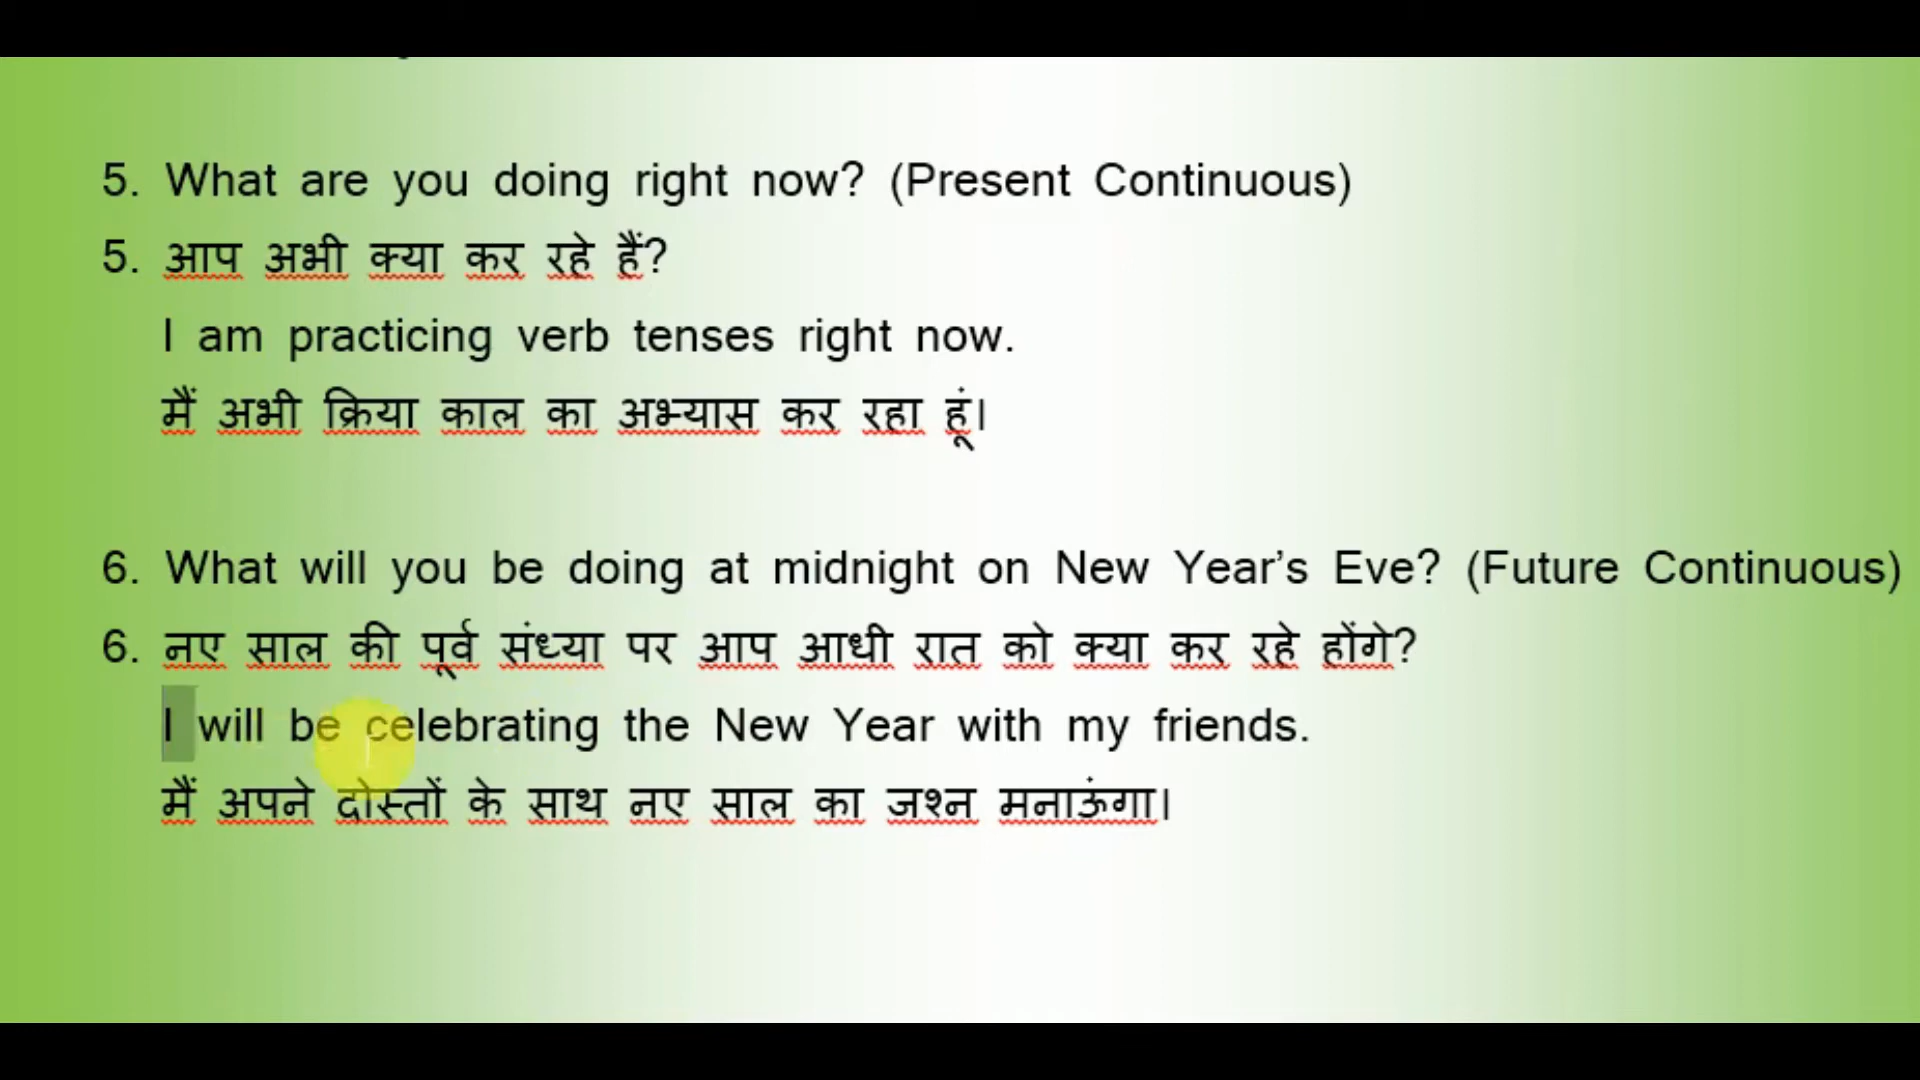 5. What are you doing right now? (Present Continuous)
5. आप अभी क्या कर रहे हैं?
I am practicing verb tenses right now.
मैं अभी क्रिया काल का अभ्यास कर रहा हूं।
6. What will you be doing at midnight on New Year’s Eve? (Future Continuous)
6. नए साल की पूर्व संध्या पर आप आधी रात को क्या कर रहे होंगे?
I will be celebrating the New Year with my friends.
मैं अपने दोस्तों के साथ नए साल का जश्न मनाऊंगा।